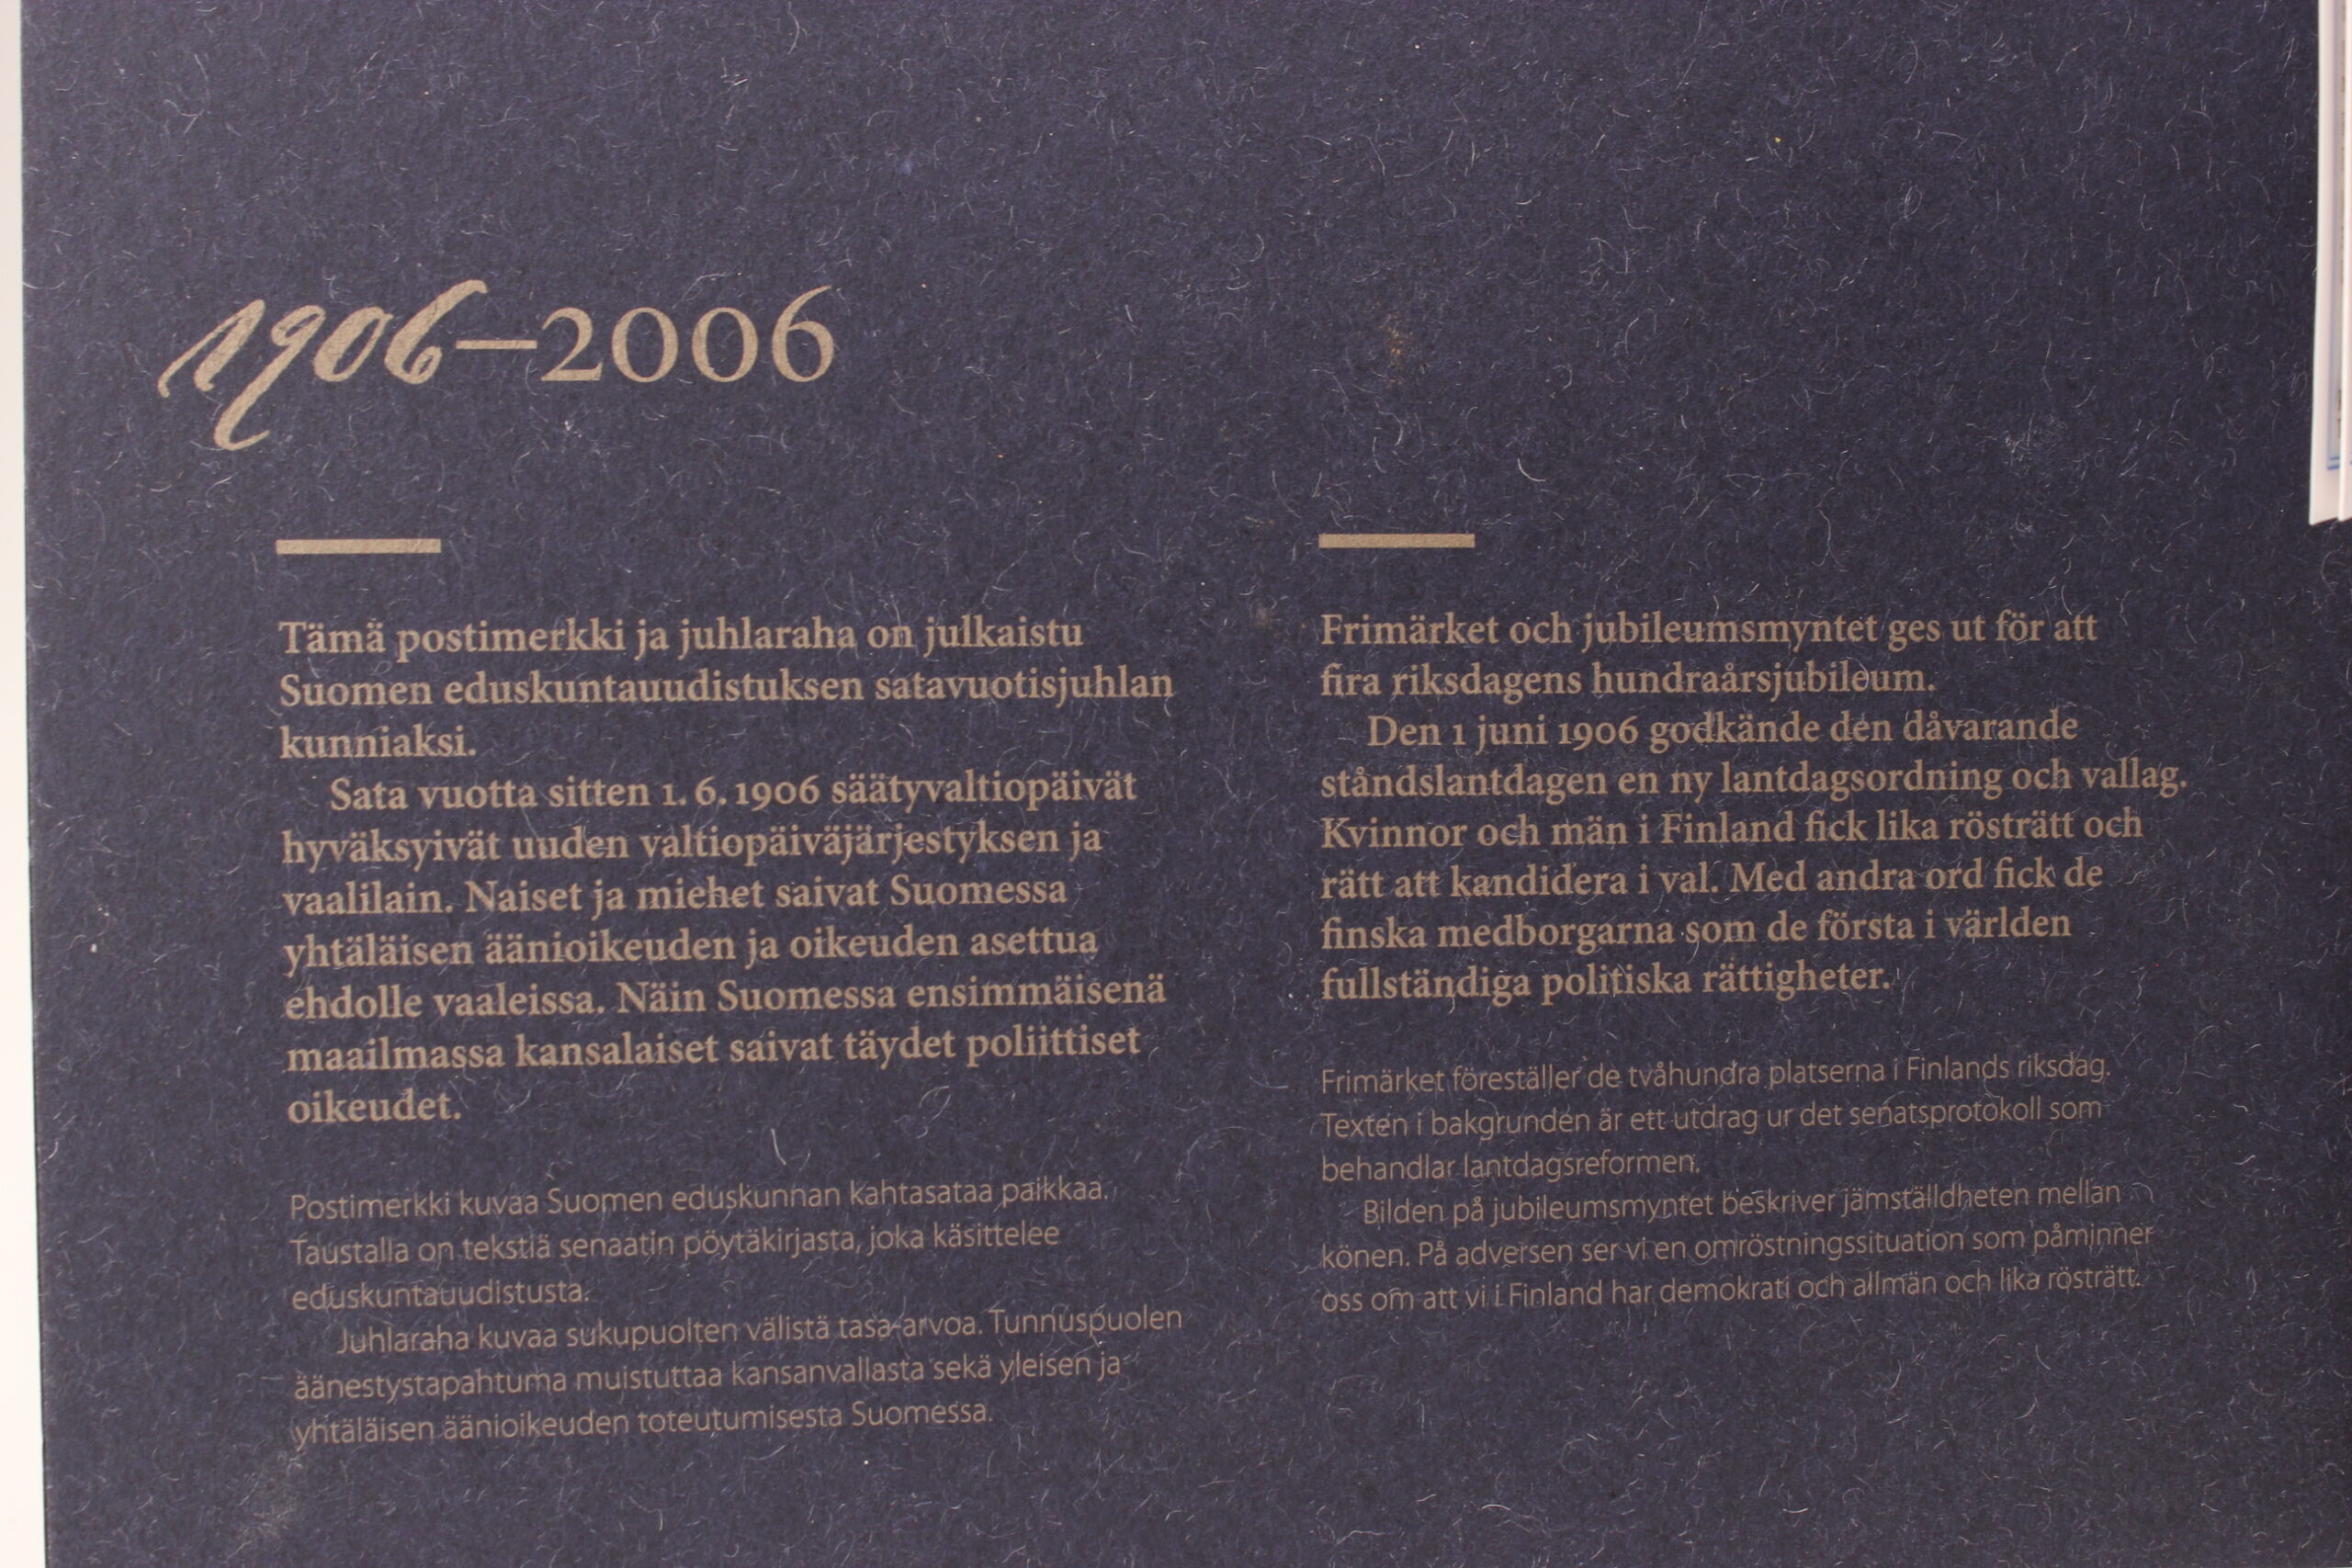 1906–2006
Tämä postimerkki ja juhlaraha on julkaistu
Suomen eduskuntauudistuksen satavuotisjuhlan
kunniaksi.
Sata vuotta sitten 1. 6. 1906 säätyvaltiopäivät
hyväksyivät uuden valtiopäiväjärjestyksen ja
vaalilain. Naiset ja miehet saivat Suomessa
yhtäläisen äänioikeuden ja oikeuden asettua
ehdolle vaaleissa. Näin Suomessa ensimmäisenä
maailmassa kansalaiset saivat täydet poliittiset
oikeudet.
Postimerkki kuvaa Suomen eduskunnan kahtasataa paikkaa.
Taustalla on tekstiä senaatin pöytäkirjasta, joka käsittelee
eduskuntauudistusta.
Juhlaraha kuvaa sukupuolten välistä tasa-arvoa. Tunnuspuolen
äänestystapahtuma muistuttaa kansanvallasta sekä yleisen ja
yhtäläisen äänioikeuden toteutumisesta Suomessa.
Frimärket och jubileumsmyntet ges ut för att
fira riksdagens hundraårsjubileum.
Den 1 juni 1906 godkände den dåvarande
ståndslantdagen en ny lantdagsordning och vallag.
Kvinnor och män i Finland fick lika rösträtt och
rätt att kandidera i val. Med andra ord fick de
finska medborgarna som de första i världen
fullständiga politiska rättigheter.
Frimärket föreställer de tvåhundra platserna i Finlands riksdag.
Texten i bakgrunden är ett utdrag ur det senatsprotokoll som
behandlar lantdagsreformen.
Bilden på jubileumsmyntet beskriver jämställdheten mellan
könen. På adversen ser vi en omröstningssituation som påminner
oss om att vi i Finland har demokrati och allmän och lika rösträtt.